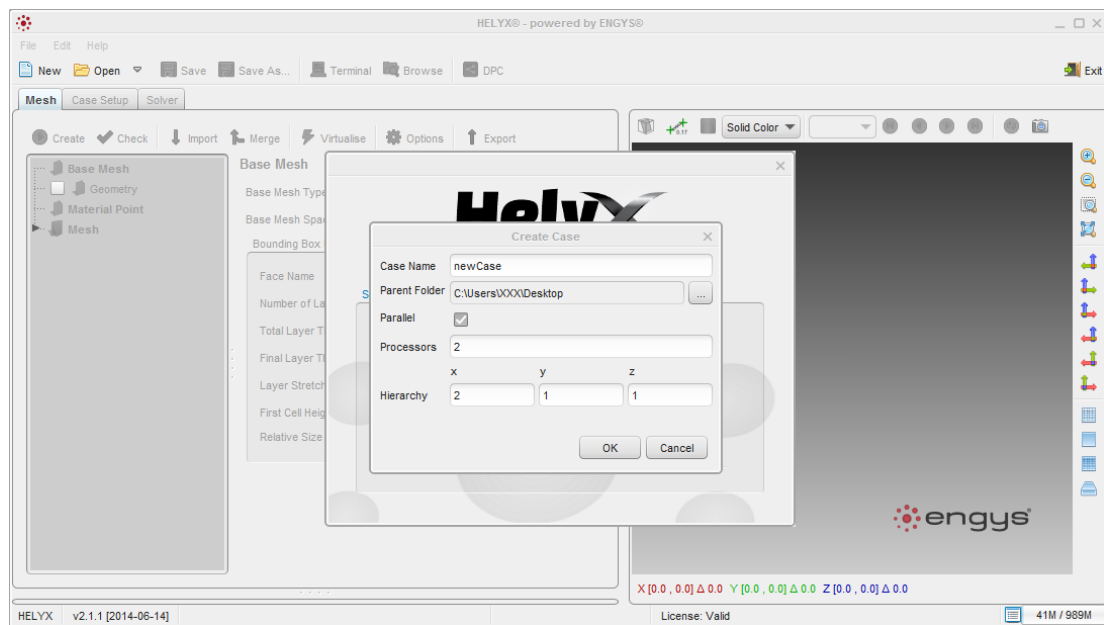 HELYX® - powered by ENGYS®
File Edit Help
New Open Save Save As... Terminal Browse DPC Exit
Mesh Case Setup Solver
Create Check Import Merge Virtualise Options Export
0.17 Solid Color
Base Mesh
Geometry
Material Point
Mesh
Base Mesh
Base Mesh Type
Base Mesh Spa
Bounding Box
Face Name
Number of La
Total Layer T
Final Layer Th
Layer Stretch
First Cell Heig
Relative Size
HelyX
S
Create Case
Case Name newCase
Parent Folder C:\Users\XXX\Desktop ...
Parallel
Processors 2
x y z
Hierarchy 2 1 1
OK Cancel
engys
X [0.0 , 0.0] Δ 0.0 Y [0.0 , 0.0] Δ 0.0 Z [0.0 , 0.0] Δ 0.0
HELYX v2.1.1 [2014-06-14] License: Valid 41M / 989M